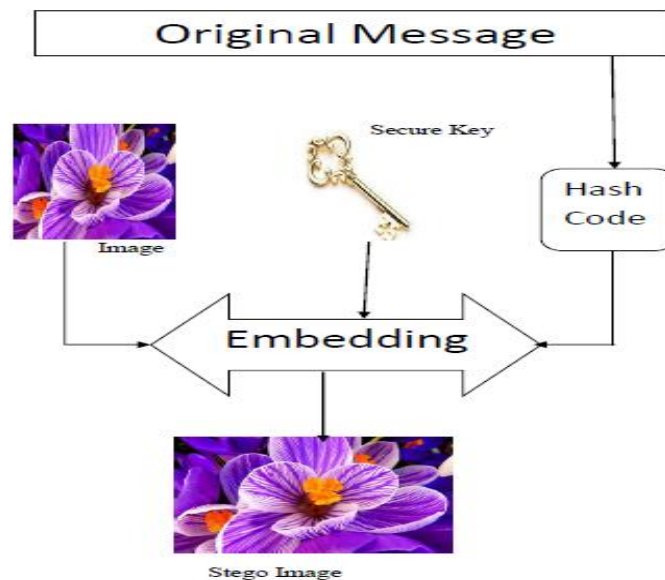 Original Message
Secure Key
Hash
Code
Image
Embedding
Stego Image